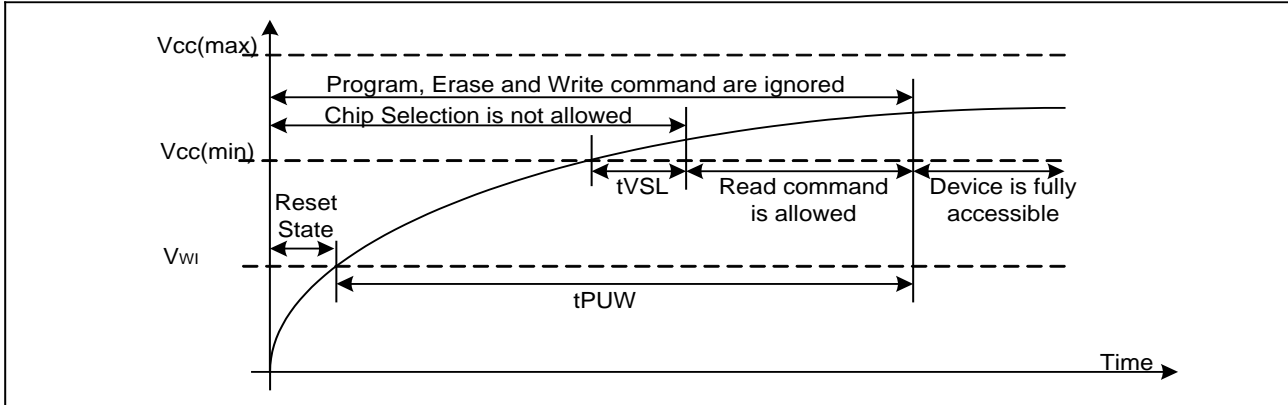 Vcc(max)
Program, Erase and Write command are ignored
Chip Selection is not allowed
Vcc(min)
tVSL
Read command
is allowed
Device is fully
accessible
Reset
State
VWI
tPUW
Time